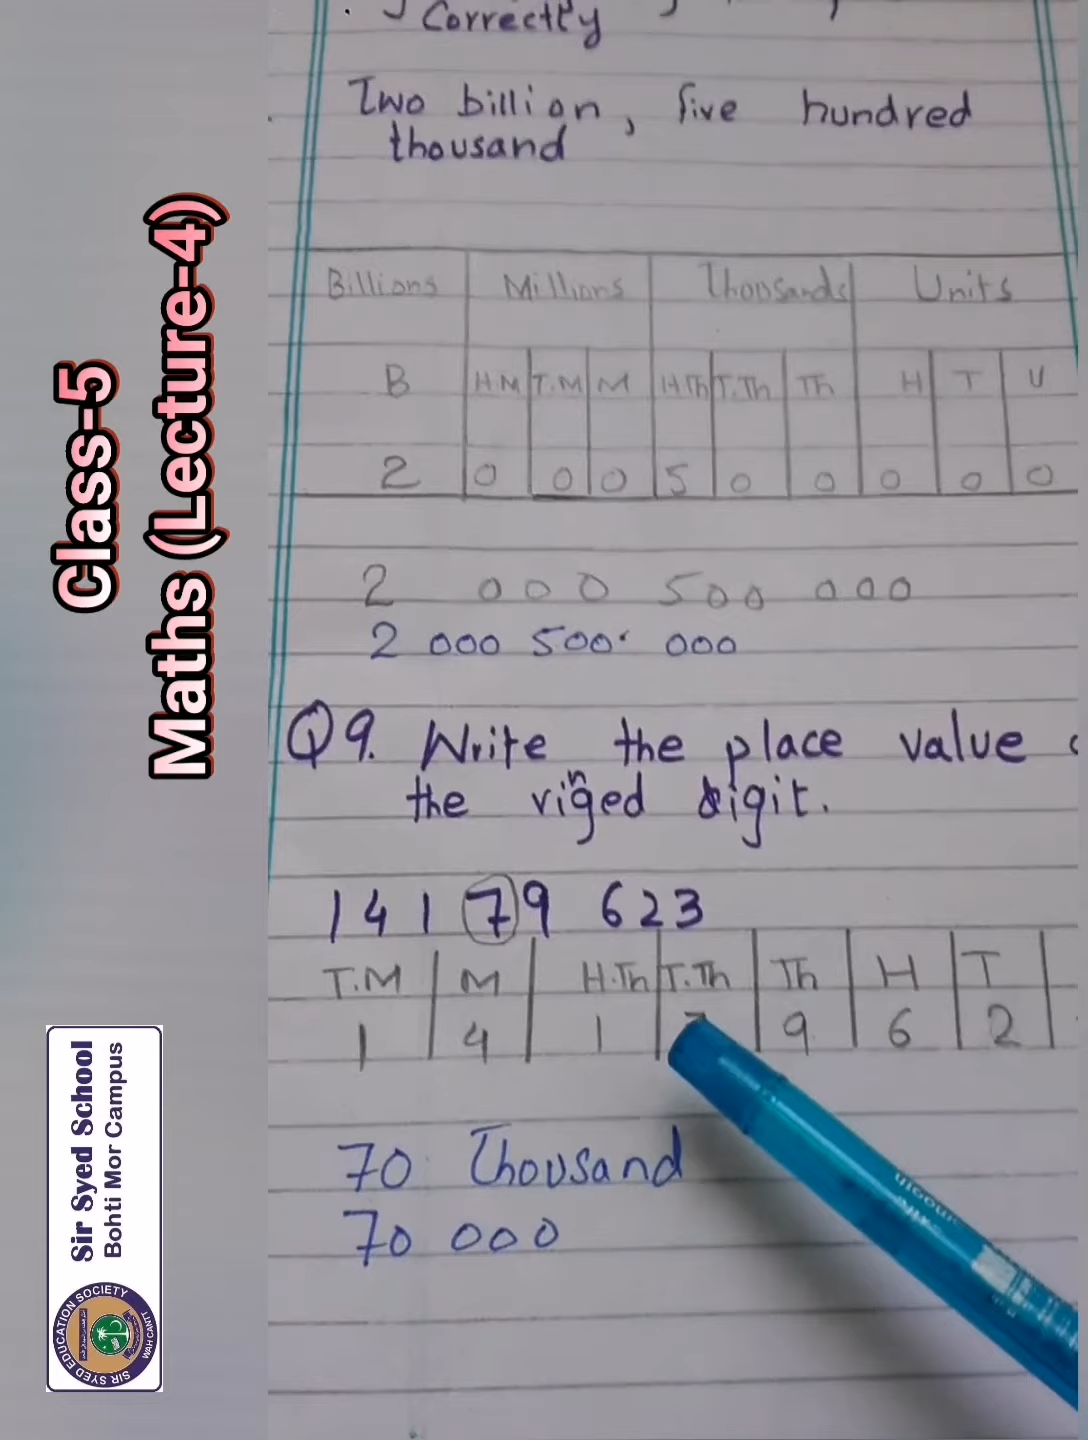 Correctly
Two billion, five hundred
thousand
Billions Millions Thousands Units
B H.M T.M M H.Th T.Th Th H T U
2 0 0 0 5 0 0 0 0 0
2 000 500 000
2 000 500 000
Q9. Write the place value
the ringed digit.
141 79 623
T.M M H.Th T.Th Th H T
1 4 1 7 9 6 2
70 Thousand
70 000
Class-5
Maths (Lecture-4)
Sir Syed School
Bohti Mor Campus
SIR SYED EDUCATION SOCIETY
WAH CANTT